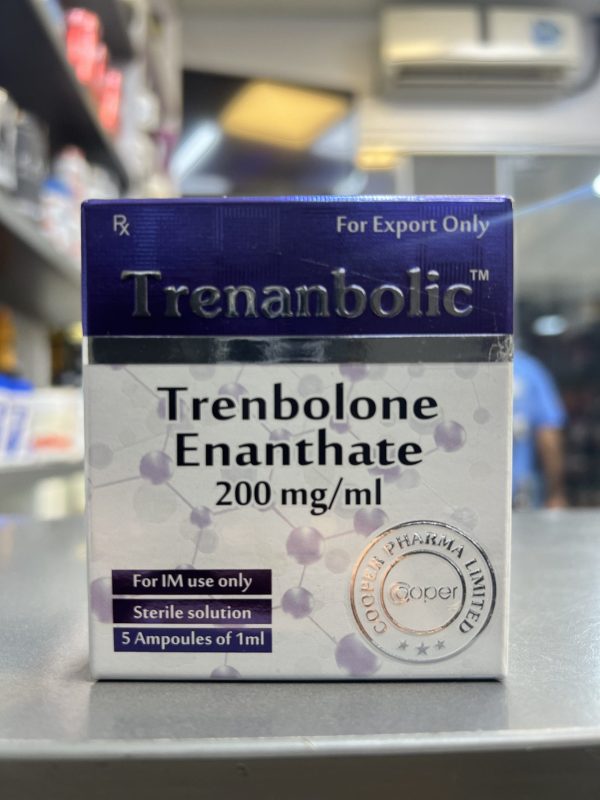 Rx
For Export Only
Trenanbolic™
Trenbolone
Enanthate
200 mg/ml
For IM use only
Sterile solution
5 Ampoules of 1ml
COOPER PHARMA LIMITED
Cooper